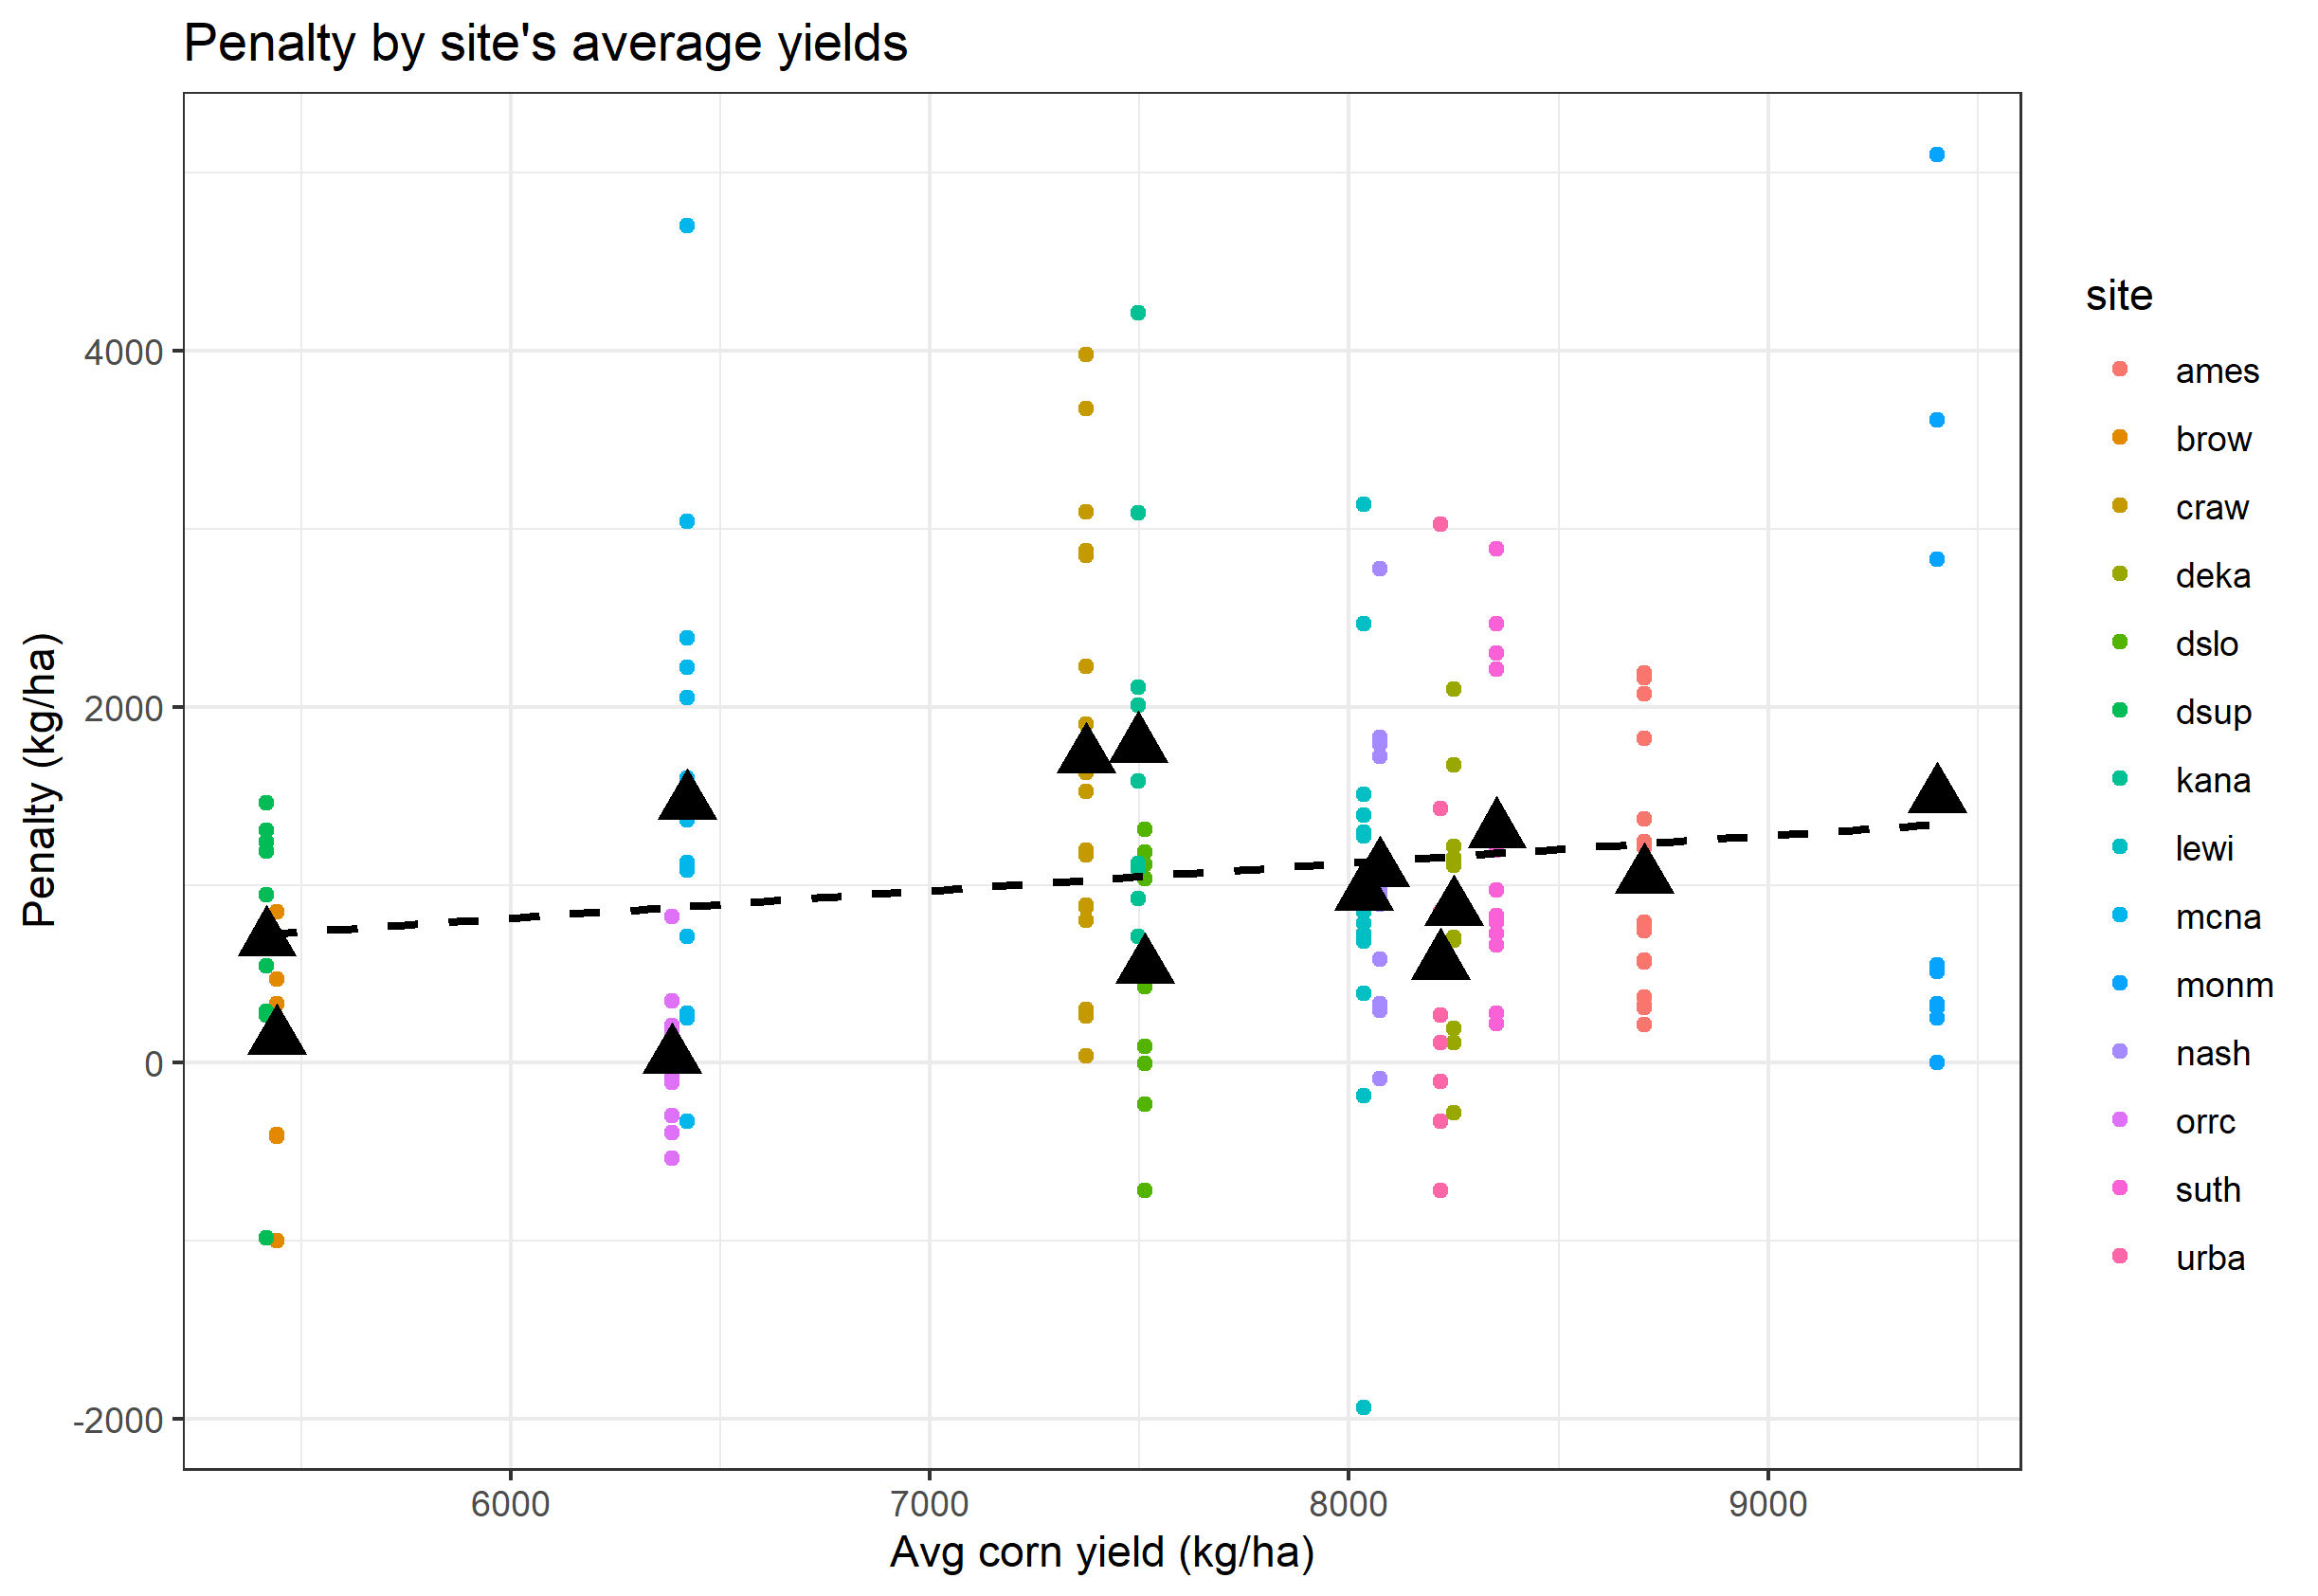 Penalty by site's average yields
Penalty (kg/ha)
4000
2000
0
-2000
6000 7000 8000 9000
Avg corn yield (kg/ha)
site
ames
brow
craw
deka
dslo
dsup
kana
lewi
mcna
monm
nash
orrc
suth
urba